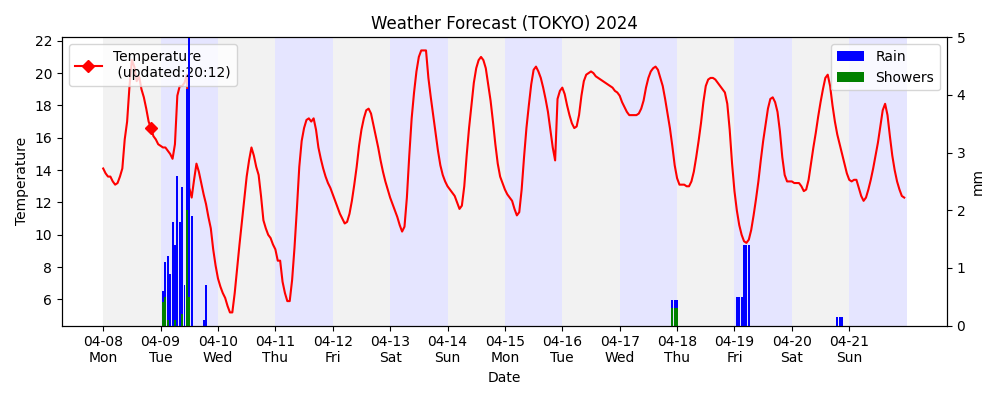 Weather Forecast (TOKYO) 2024
Temperature
(updated:20:12)
Rain
Showers
Temperature
22
20
18
16
14
12
10
8
6
5
4
3
2
1
0
mm
04-08 04-09 04-10 04-11 04-12 04-13 04-14 04-15 04-16 04-17 04-18 04-19 04-20 04-21
Mon Tue Wed Thu Fri Sat Sun Mon Tue Wed Thu Fri Sat Sun
Date